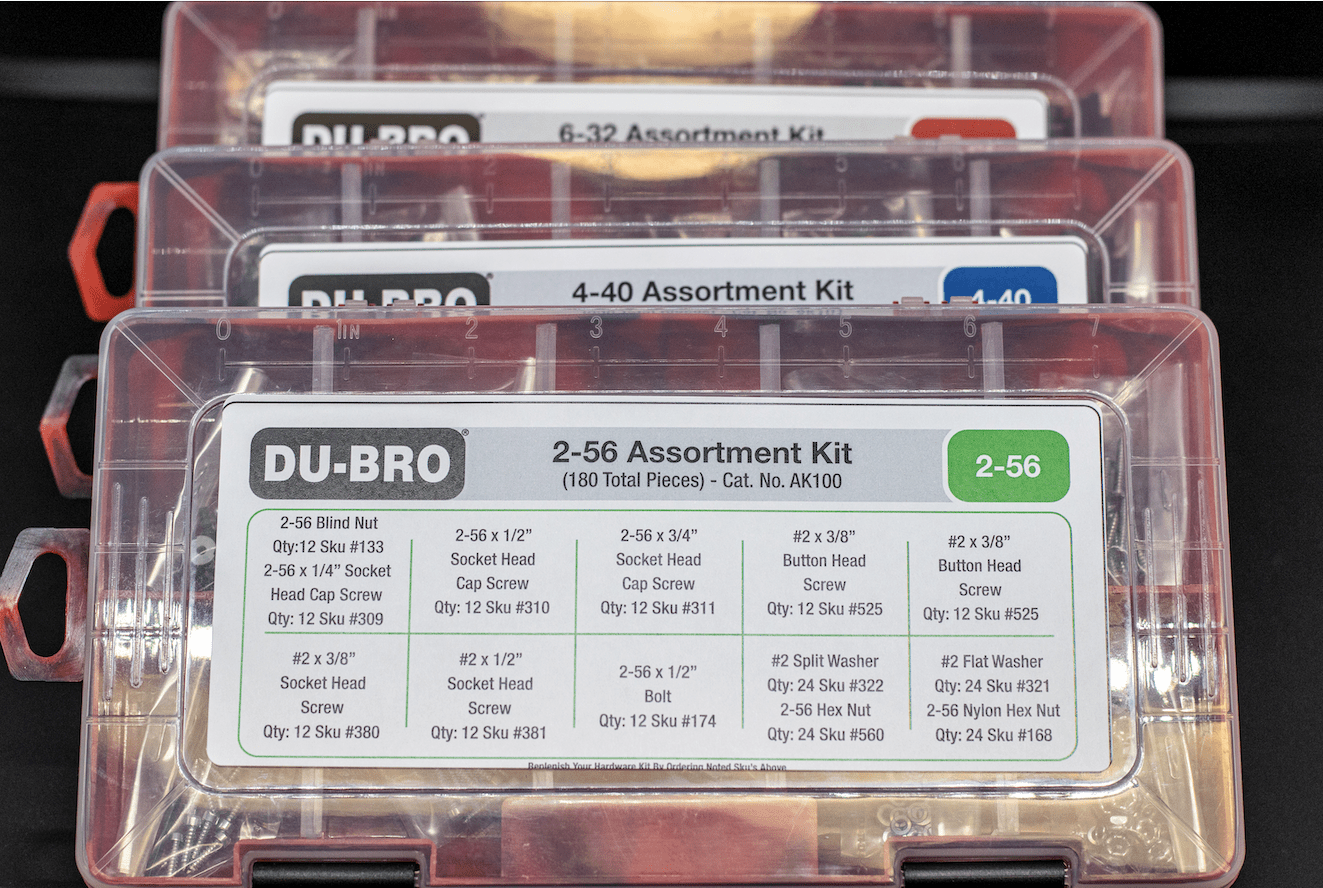 DU-BRO
6-32 Assortment Kit
DU-BRO
4-40 Assortment Kit
4-40
0 1IN 2 3 4 5 6 7
DU-BRO®
2-56 Assortment Kit
(180 Total Pieces) - Cat. No. AK100
2-56
2-56 Blind Nut
Qty:12 Sku #133
2-56 x 1/4” Socket
Head Cap Screw
Qty: 12 Sku #309
2-56 x 1/2”
Socket Head
Cap Screw
Qty: 12 Sku #310
2-56 x 3/4”
Socket Head
Cap Screw
Qty: 12 Sku #311
#2 x 3/8”
Button Head
Screw
Qty: 12 Sku #525
#2 x 3/8”
Button Head
Screw
Qty: 12 Sku #525
#2 x 3/8”
Socket Head
Screw
Qty: 12 Sku #380
#2 x 1/2”
Socket Head
Screw
Qty: 12 Sku #381
2-56 x 1/2”
Bolt
Qty: 12 Sku #174
#2 Split Washer
Qty: 24 Sku #322
2-56 Hex Nut
Qty: 24 Sku #560
#2 Flat Washer
Qty: 24 Sku #321
2-56 Nylon Hex Nut
Qty: 24 Sku #168
Replenish Your Hardware Kit By Ordering Noted Sku's Above